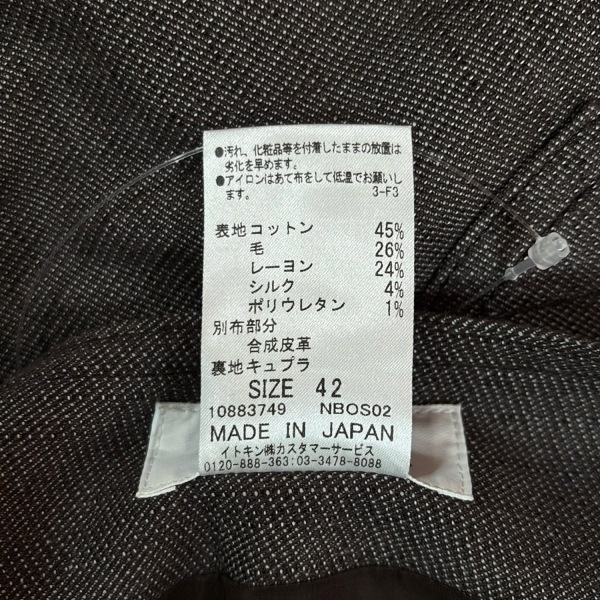 ●汚れ、化粧品等を付着したままの放置は
劣化を早めます。
●アイロンはあて布をして低温でお願いし
ます。
3-F3
表地コットン 45%
毛 26%
レーヨン 24%
シルク 4%
ポリウレタン 1%
別布部分
合成皮革
裏地キュプラ
SIZE 42
10883749 NBOS02
MADE IN JAPAN
イトキン㈱カスタマーサービス
0120-888-363:03-3478-8088